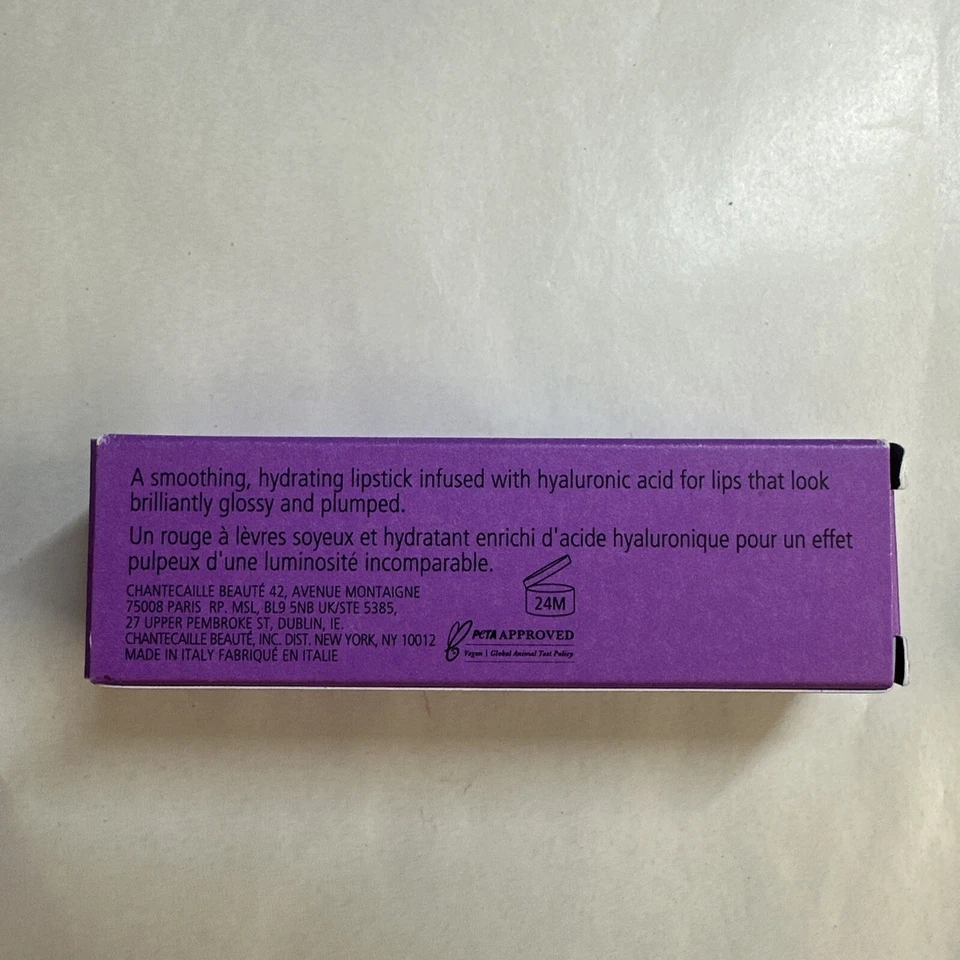 A smoothing, hydrating lipstick infused with hyaluronic acid for lips that look
brilliantly glossy and plumped.
Un rouge à lèvres soyeux et hydratant enrichi d'acide hyaluronique pour un effet
pulpeux d'une luminosité incomparable.
CHANTECAILLE BEAUTÉ 42, AVENUE MONTAIGNE
75008 PARIS RP. MSL, BL9 5NB UK/STE 5385,
27 UPPER PEMBROKE ST, DUBLIN, IE.
CHANTECAILLE BEAUTÉ, INC. DIST. NEW YORK, NY 10012
MADE IN ITALY FABRIQUÉ EN ITALIE
24M
PETA APPROVED
Vegan | Global Animal Test Policy